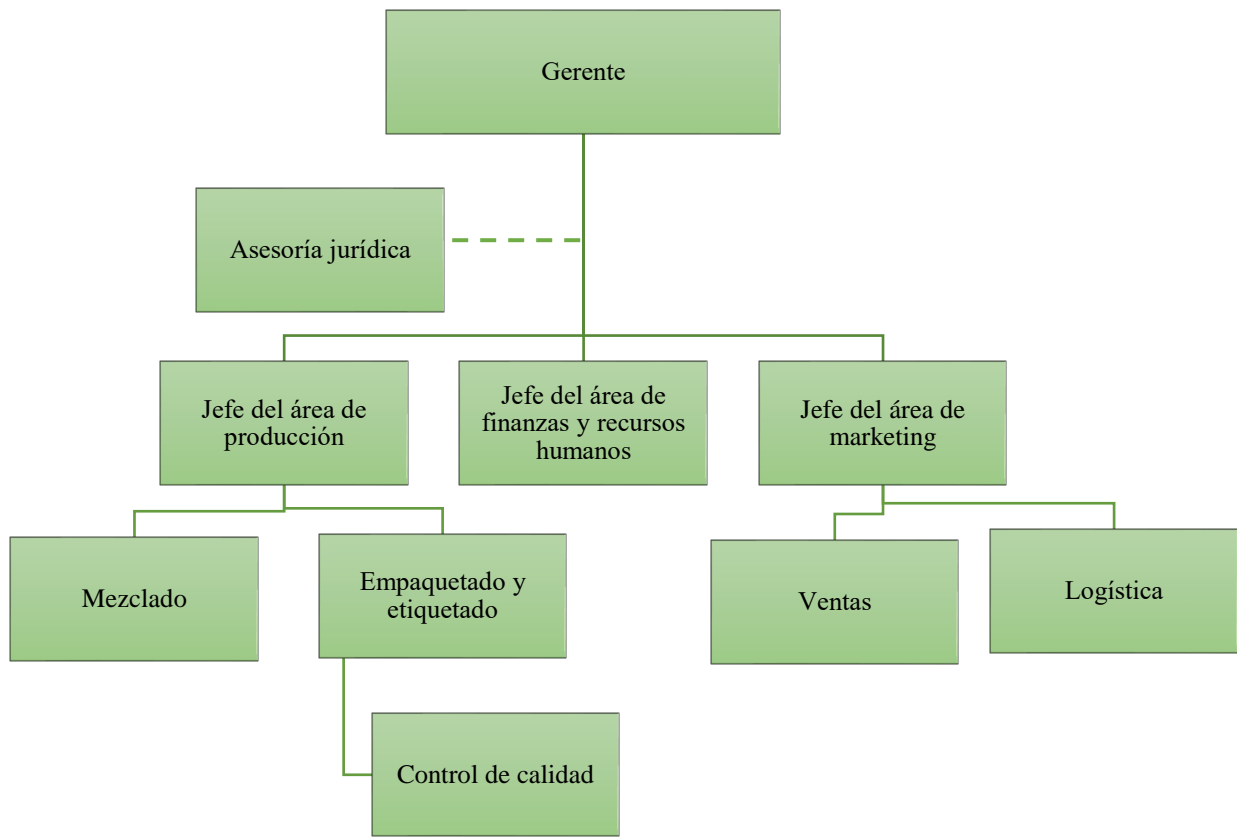 Gerente
Asesoría jurídica
Jefe del área de
producción
Jefe del área de
finanzas y recursos
humanos
Jefe del área de
marketing
Mezclado
Empaquetado y
etiquetado
Ventas
Logística
Control de calidad